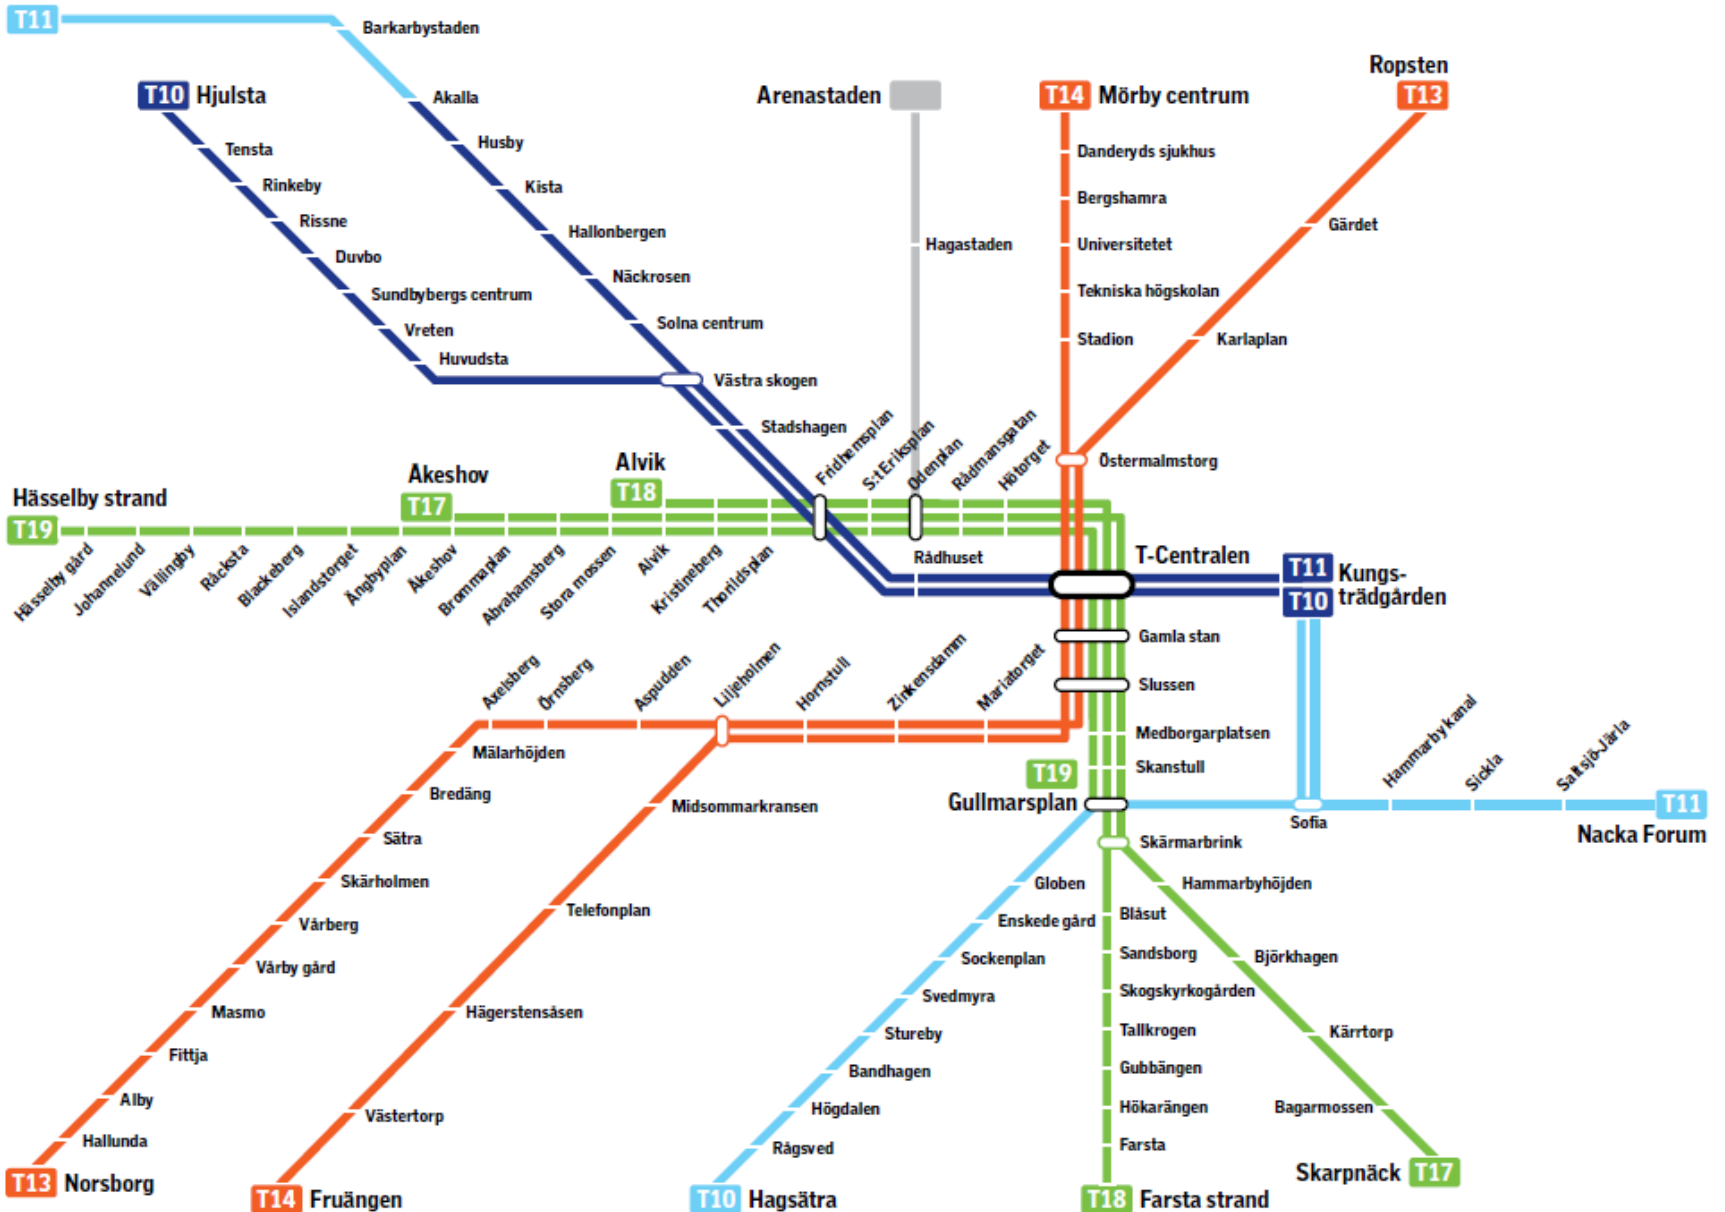 T11
Barkarbystaden
Akalla
Husby
Kista
Hallonbergen
Näckrosen
Solna centrum
Västra skogen
Stadshagen
T10 Hjulsta
Tensta
Rinkeby
Rissne
Duvbo
Sundbybergs centrum
Vreten
Huvudsta
Arenastaden
Hagastaden
T14 Mörby centrum
Danderyds sjukhus
Bergshamra
Universitetet
Tekniska högskolan
Stadion
Ropsten
T13
Gärdet
Karlaplan
Östermalmstorg
Hässelby strand
T19
Åkeshov
T17
Alvik
T18
Fridhemsplan
S:t Eriksplan
Odenplan
Rådmansgatan
Hötorget
Hässelby gård
Johannelund
Vällingby
Råcksta
Blackeberg
Islandstorget
Ängbyplan
Åkeshov
Brommaplan
Abrahamsberg
Stora mossen
Alvik
Kristineberg
Thorildsplan
Rådhuset
T-Centralen
T11
T10
Kungs-
trädgården
Gamla stan
Slussen
Medborgarplatsen
Skanstull
T19
Gullmarsplan
Skärmarbrink
Axelsberg
Örnsberg
Aspudden
Liljeholmen
Hornstull
Zinkensdamm
Mariatorget
Mälarhöjden
Bredäng
Sätra
Skärholmen
Vårberg
Vårby gård
Masmo
Fittja
Alby
Hallunda
T13 Norsborg
Midsommarkransen
Telefonplan
Hägerstensåsen
Västertorp
T14 Fruängen
Globen
Enskede gård
Sockenplan
Svedmyra
Stureby
Bandhagen
Högdalen
Rågsved
T10 Hagsätra
Blåsut
Sandsborg
Skogskyrkogården
Tallkrogen
Gubbängen
Hökarängen
Farsta
T18 Farsta strand
Hammarbyhöjden
Björkhagen
Kärrtorp
Bagarmossen
Skarpnäck T17
Sofia
Hammarby kanal
Sickla
Saltsjö-Järla
T11
Nacka Forum